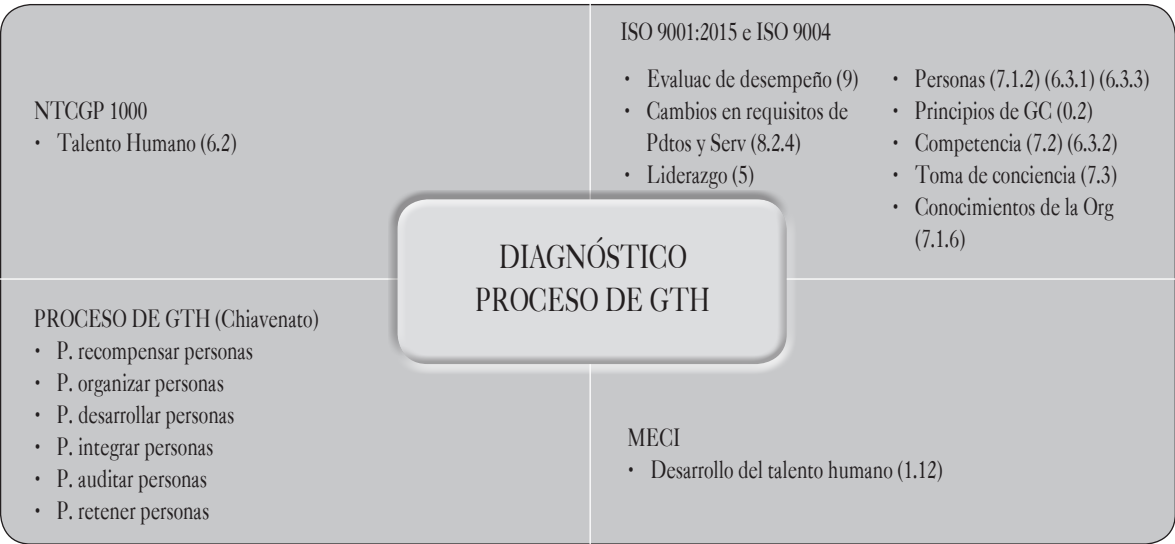 NTCGP 1000
• Talento Humano (6.2)
ISO 9001:2015 e ISO 9004
• Evaluac de desempeño (9)
• Cambios en requisitos de
Pdtos y Serv (8.2.4)
• Liderazgo (5)
• Personas (7.1.2) (6.3.1) (6.3.3)
• Principios de GC (0.2)
• Competencia (7.2) (6.3.2)
• Toma de conciencia (7.3)
• Conocimientos de la Org
(7.1.6)
DIAGNÓSTICO
PROCESO DE GTH
PROCESO DE GTH (Chiavenato)
• P. recompensar personas
• P. organizar personas
• P. desarrollar personas
• P. integrar personas
• P. auditar personas
• P. retener personas
MECI
• Desarrollo del talento humano (1.12)